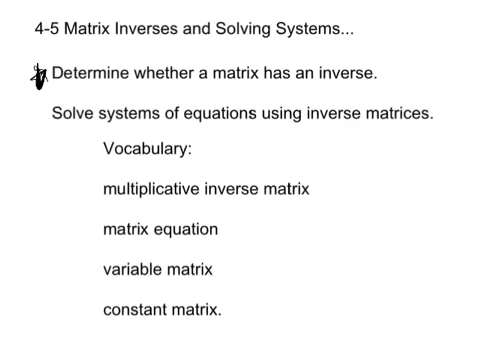 4-5 Matrix Inverses and Solving Systems...
Determine whether a matrix has an inverse.
Solve systems of equations using inverse matrices.
Vocabulary:
multiplicative inverse matrix
matrix equation
variable matrix
constant matrix.